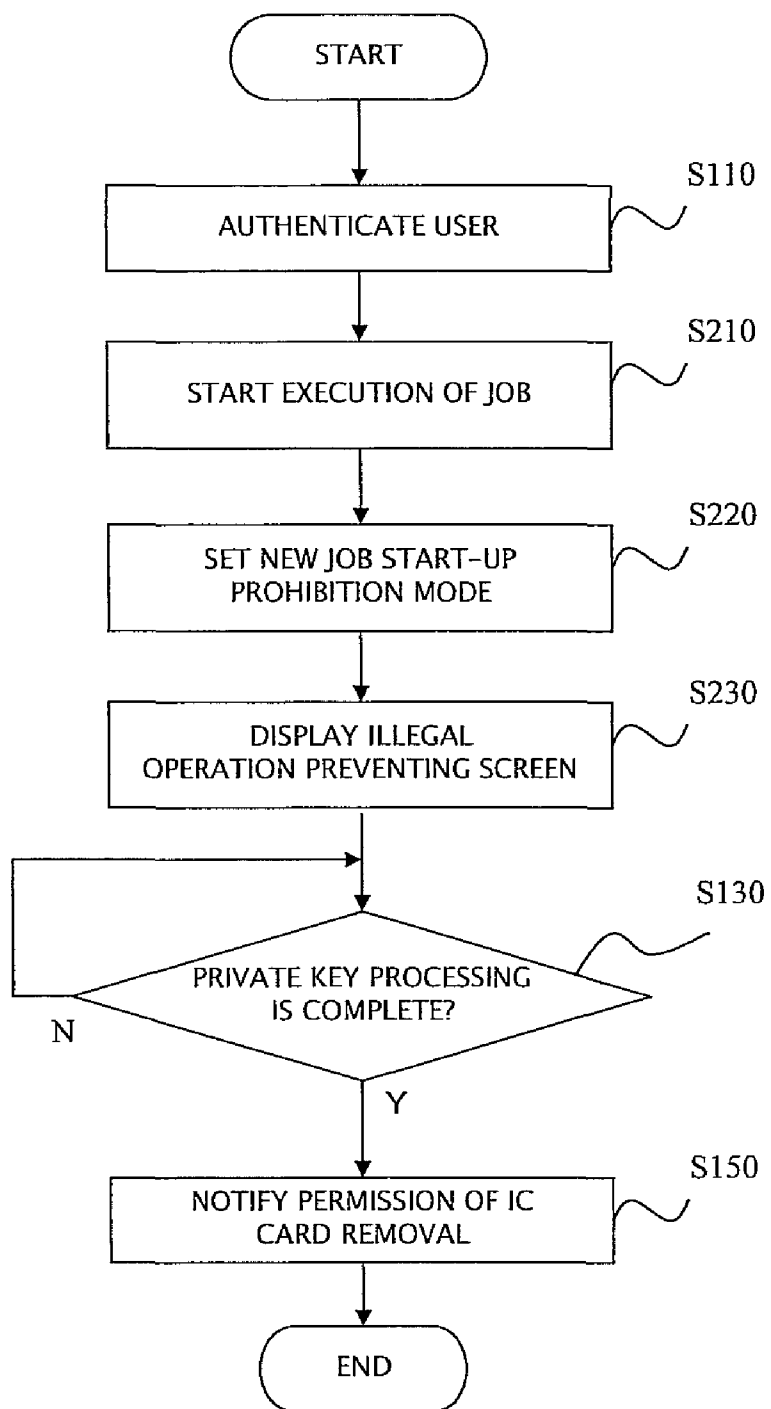 START
S110
AUTHENTICATE USER
S210
START EXECUTION OF JOB
S220
SET NEW JOB START-UP
PROHIBITION MODE
S230
DISPLAY ILLEGAL
OPERATION PREVENTING SCREEN
S130
PRIVATE KEY PROCESSING
IS COMPLETE?
N
Y
S150
NOTIFY PERMISSION OF IC
CARD REMOVAL
END